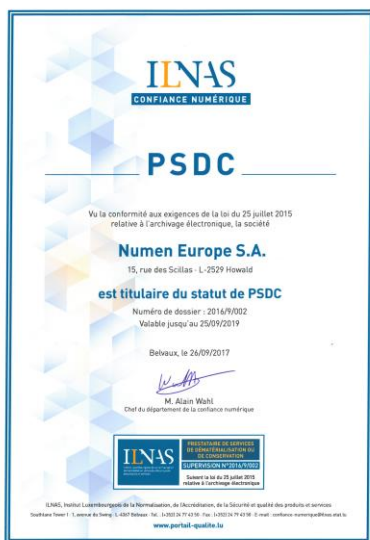 ILNAS
CONFIANCE NUMÉRIQUE
PSDC
Vu la conformité aux exigences de la loi du 25 juillet 2015
relative à l'archivage électronique, la société
Numen Europe S.A.
15, rue des Scillas - L-2529 Howald
est titulaire du statut de PSDC
Numéro de dossier : 2016/9/002
Valable jusqu'au 25/09/2019
Belvaux, le 26/09/2017
M. Alain Wahl
Chef du département de la confiance numérique
ILNAS
PRESTATAIRE DE SERVICES
DE DÉMATÉRIALISATION OU
DE CONSERVATION
SUPERVISION N°2016/9/002
Suivant la loi du 25 juillet 2015
relative à l'archivage électronique
ILNAS, Institut Luxembourgeois de la Normalisation, de l'Accréditation, de la Sécurité et qualité des produits et services
www.portail-qualite.lu